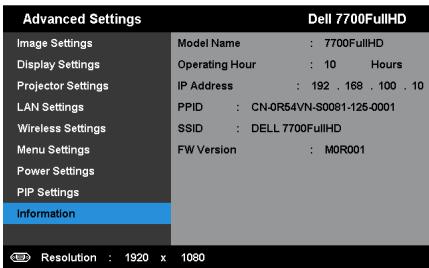 Advanced Settings Dell 7700FullHD
Image Settings Model Name : 7700FullHD
Display Settings Operating Hour : 10 Hours
Projector Settings IP Address : 192 . 168 . 100 . 10
LAN Settings PPID : CN-0R54VN-S0081-125-0001
Wireless Settings SSID : DELL 7700FullHD
Menu Settings FW Version : M0R001
Power Settings
PIP Settings
Information
Resolution : 1920 x 1080